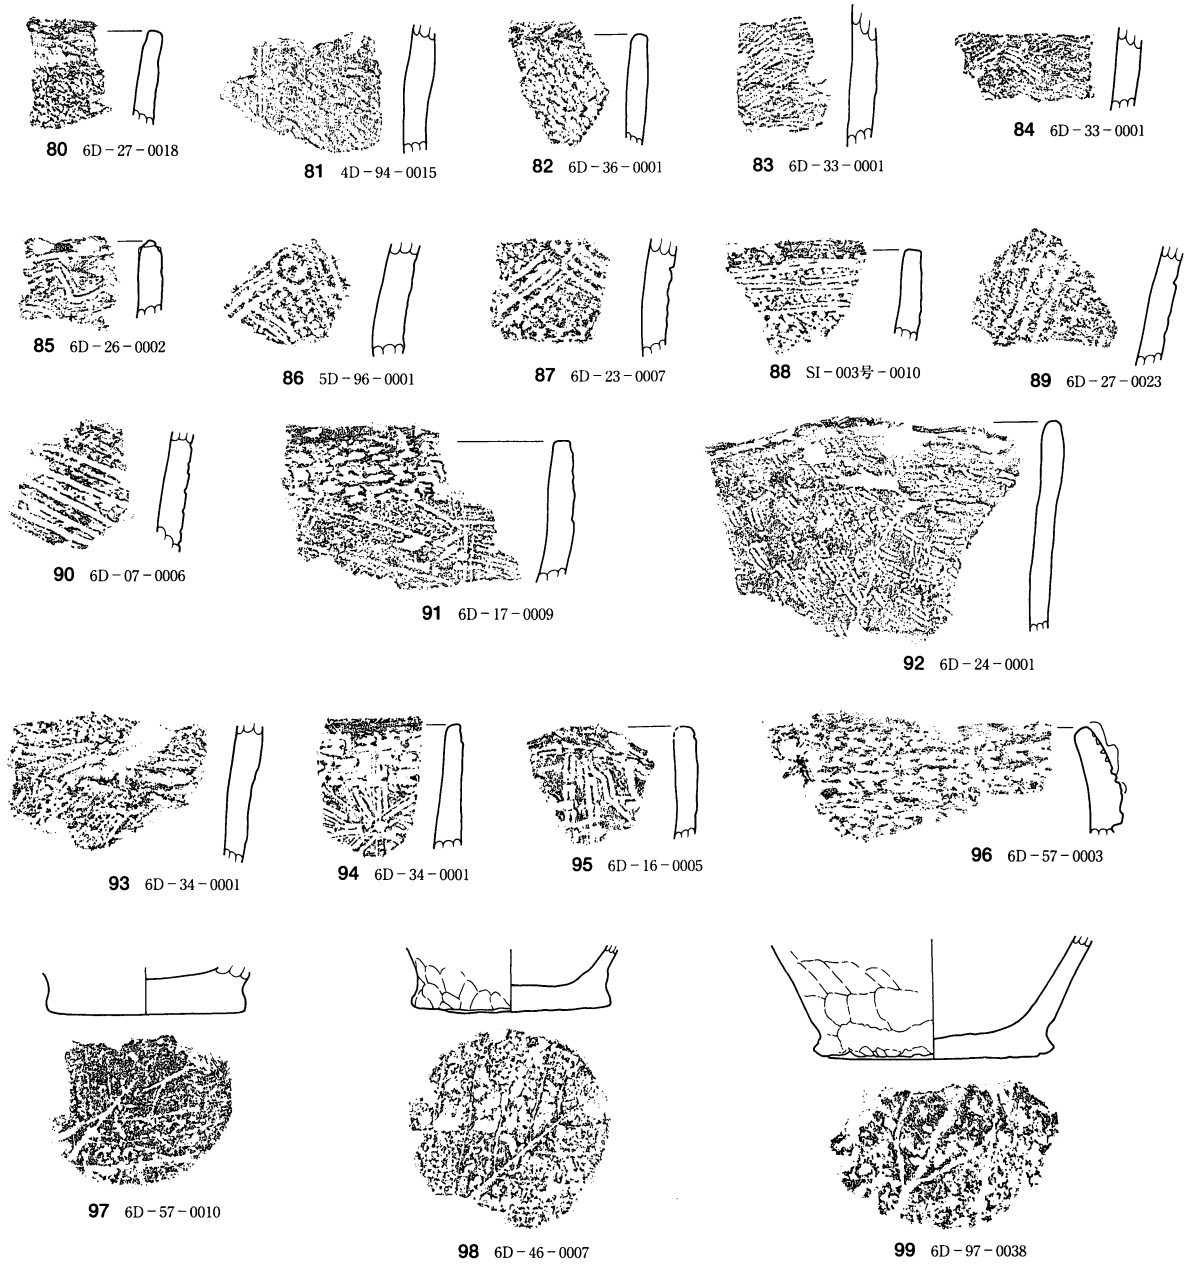 80 6D-27-0018
81 4D-94-0015
82 6D-36-0001
83 6D-33-0001
84 6D-33-0001
85 6D-26-0002
86 5D-96-0001
87 6D-23-0007
88 SI-003号-0010
89 6D-27-0023
90 6D-07-0006
91 6D-17-0009
92 6D-24-0001
93 6D-34-0001
94 6D-34-0001
95 6D-16-0005
96 6D-57-0003
97 6D-57-0010
98 6D-46-0007
99 6D-97-0038